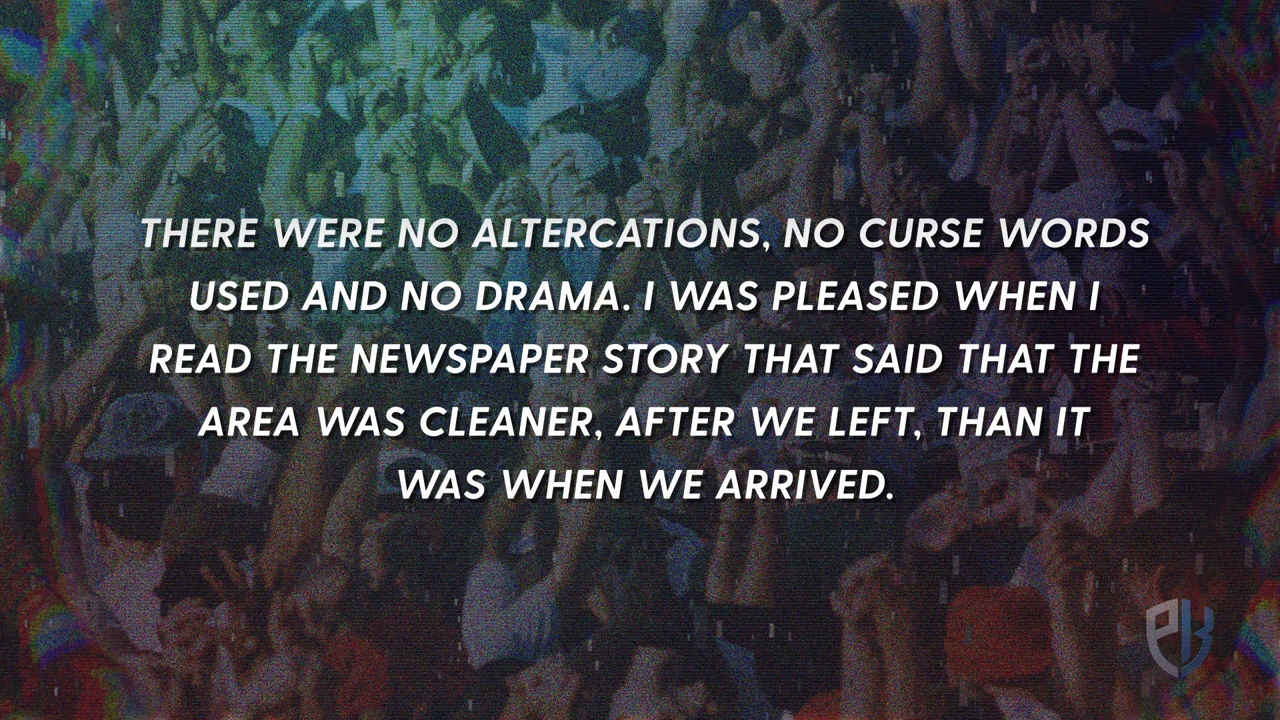 THERE WERE NO ALTERCATIONS, NO CURSE WORDS
USED AND NO DRAMA. I WAS PLEASED WHEN I
READ THE NEWSPAPER STORY THAT SAID THAT THE
AREA WAS CLEANER, AFTER WE LEFT, THAN IT
WAS WHEN WE ARRIVED.